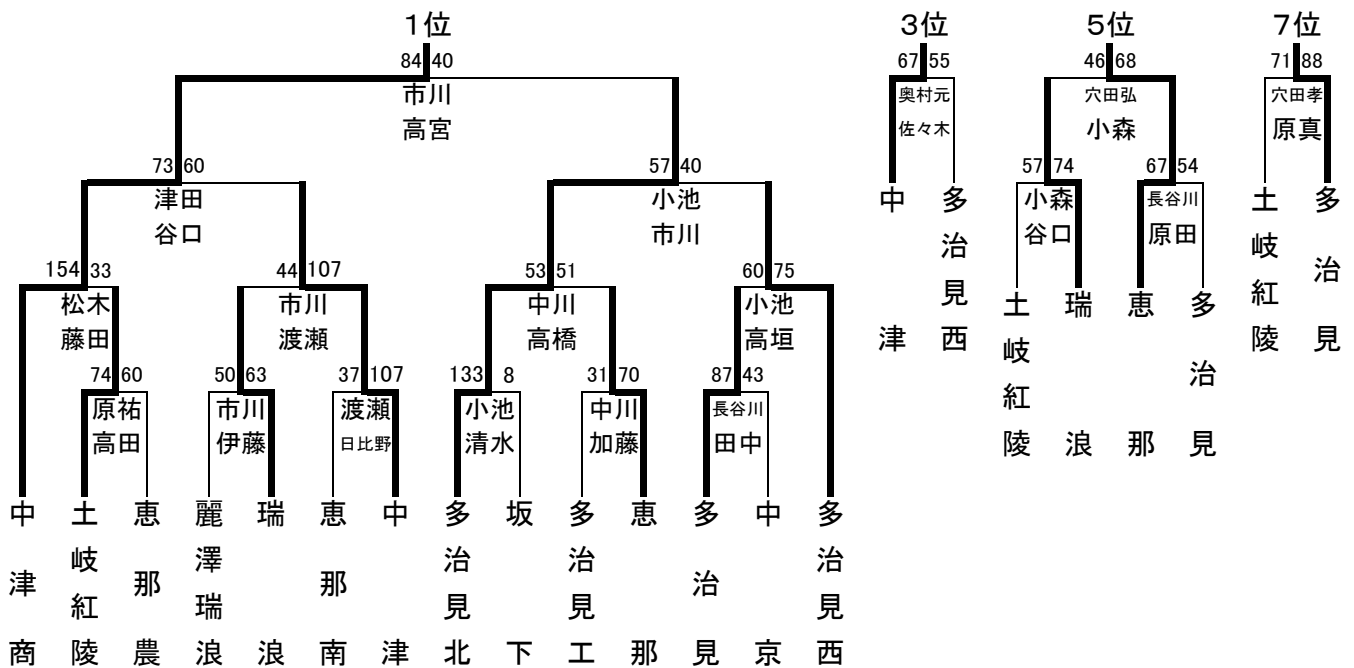 1位 3位 5位 7位
84 40 67 55 46 68 71 88
市川 奥村元 穴田弘 穴田孝
高宮 佐々木 小森 原真
73 60 57 40 57 74 67 54
津田 小池 小森 長谷川
谷口 市川 谷口 原田
中津 多治見西 土岐紅陵 多治見
154 33 44 107 53 51 60 75
松木 市川 中川 小池
藤田 渡瀬 高橋 高垣
土岐紅陵 瑞浪 恵那 多治見
74 60 50 63 37 107 133 8 31 70 87 43
原祐 市川 渡瀬 小池 中川 長谷川
高田 伊藤 日比野 清水 加藤 田中
中津商
土岐紅陵
恵那農
麗澤瑞浪
瑞浪
恵那南
中津
多治見北
坂下
多治見工
恵那
多治見
中京
多治見西